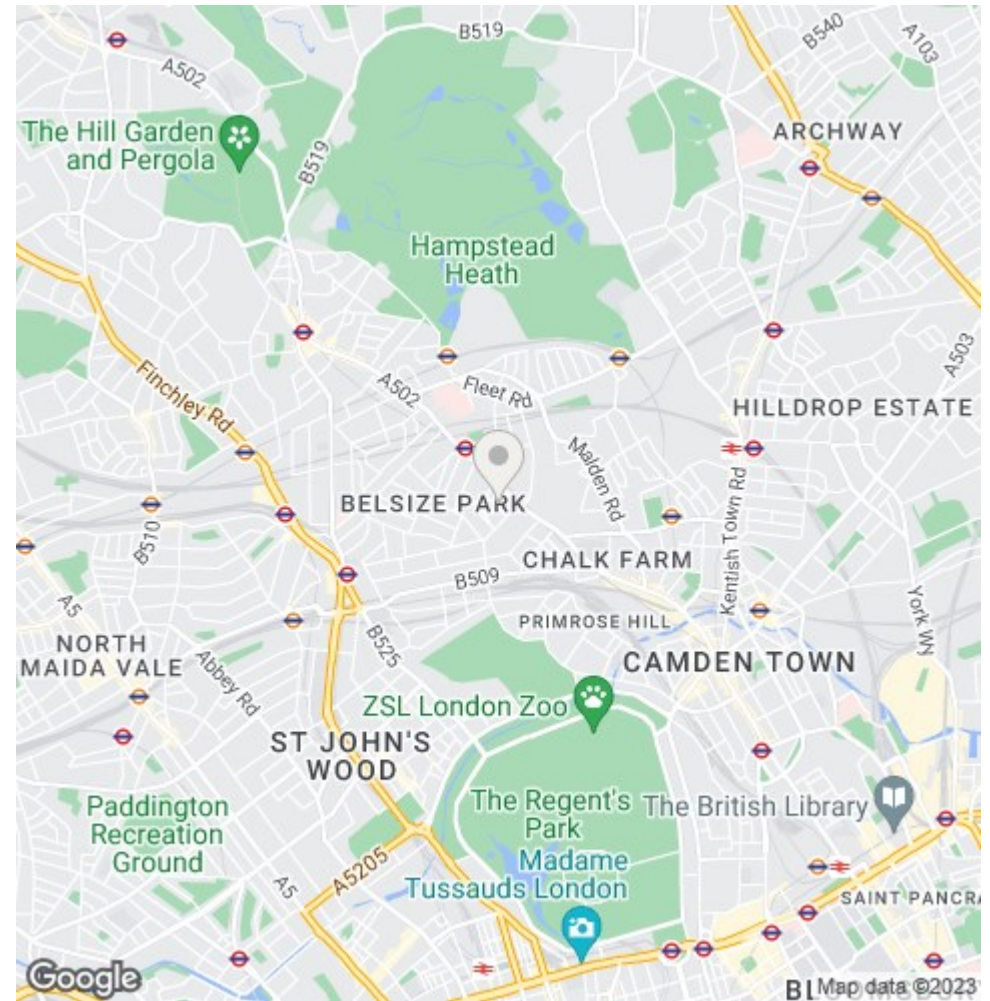 B519
B540
A103
A502
The Hill Garden
and Pergola
B519
ARCHWAY
Hampstead
Heath
A503
Finchley Rd
A502
Fleet Rd
HILLDROP ESTATE
Malden Rd
BELSIZE PARK
Kentish Town Rd
B510
CHALK FARM
B509
A5
York Wy
NORTH
MAIDA VALE
B525
PRIMROSE HILL
Abbey Rd
CAMDEN TOWN
ZSL London Zoo
ST JOHN'S
WOOD
Paddington
Recreation
Ground
The Regent's
Park
The British Library
Madame
Tussauds London
A5205
A5
SAINT PANCRA
Google
BL
Map data ©2023